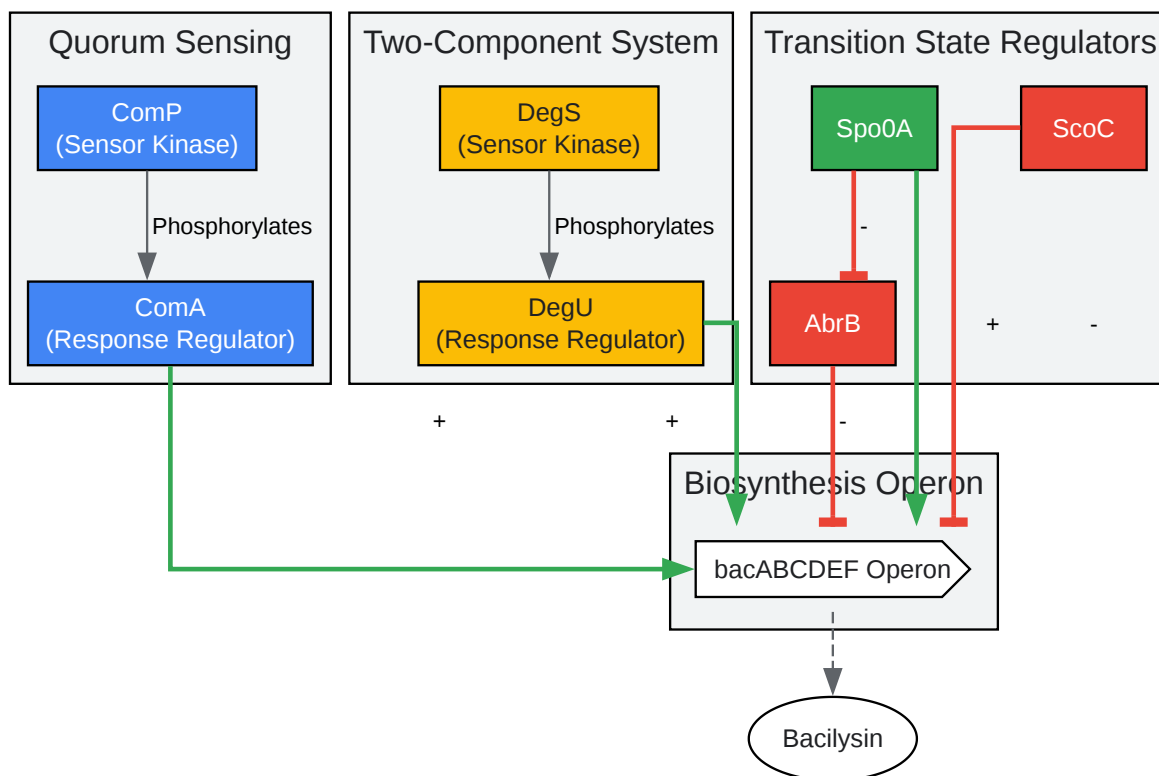 Quorum Sensing
Two-Component System
Transition State Regulators
ComP
(Sensor Kinase)
DegS
(Sensor Kinase)
Spo0A
ScoC
Phosphorylates
Phosphorylates
-
ComA
(Response Regulator)
DegU
(Response Regulator)
AbrB
+
-
+
+
-
Biosynthesis Operon
bacABCDEF Operon
Bacilysin